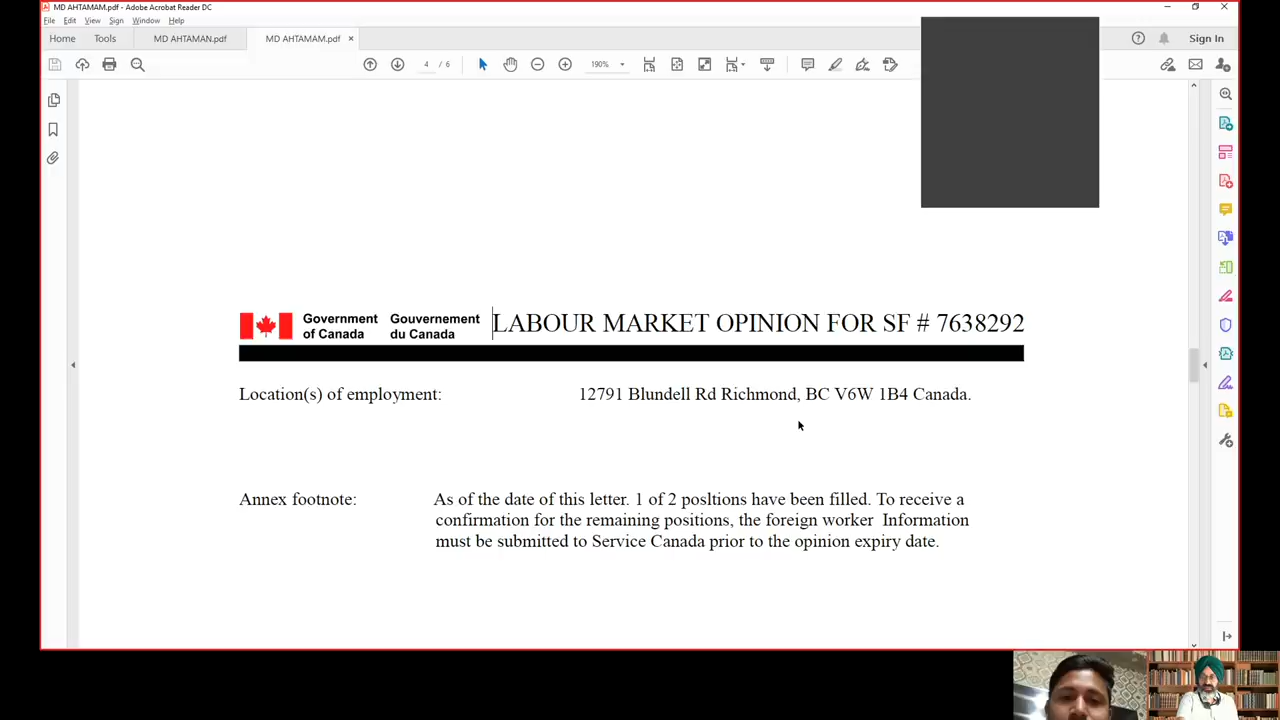 MD AHTAMAM.pdf - Adobe Acrobat Reader DC
File Edit View Sign Window Help
Home Tools MD AHTAMAN.pdf MD AHTAMAM.pdf × Sign In
4 / 6 190%
Government of Canada
Gouvernement du Canada
LABOUR MARKET OPINION FOR SF # 7638292
Location(s) of employment: 12791 Blundell Rd Richmond, BC V6W 1B4 Canada.
Annex footnote: As of the date of this letter. 1 of 2 posltions have been filled. To receive a
confirmation for the remaining positions, the foreign worker Information
must be submitted to Service Canada prior to the opinion expiry date.